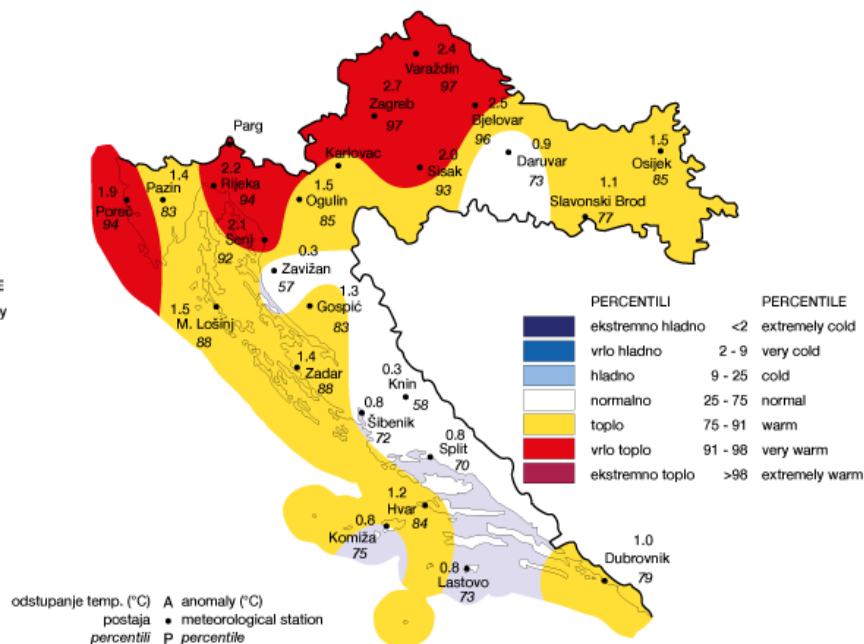 2.4
Varaždin
97
2.7
Zagreb
97
2.5
Bjelovar
96
Parg
Karlovac
2.0
Sisak
93
0.9
Daruvar
73
1.5
Osijek
85
1.1
Slavonski Brod
77
1.9
Poreč
94
1.4
Pazin
83
2.2
Rijeka
94
1.5
Ogulin
85
2.1
Senj
92
0.3
Zavižan
57
1.3
Gospić
83
1.5
M. Lošinj
88
1.4
Zadar
88
0.3
Knin
58
0.8
Šibenik
72
0.8
Split
70
1.2
Hvar
84
0.8
Komiža
75
0.8
Lastovo
73
1.0
Dubrovnik
79
PERCENTILI PERCENTILE
ekstremno hladno <2 extremely cold
vrlo hladno 2 - 9 very cold
hladno 9 - 25 cold
normalno 25 - 75 normal
toplo 75 - 91 warm
vrlo toplo 91 - 98 very warm
ekstremno toplo >98 extremely warm
odstupanje temp. (°C) A anomaly (°C)
postaja • meteorological station
percentili P percentile